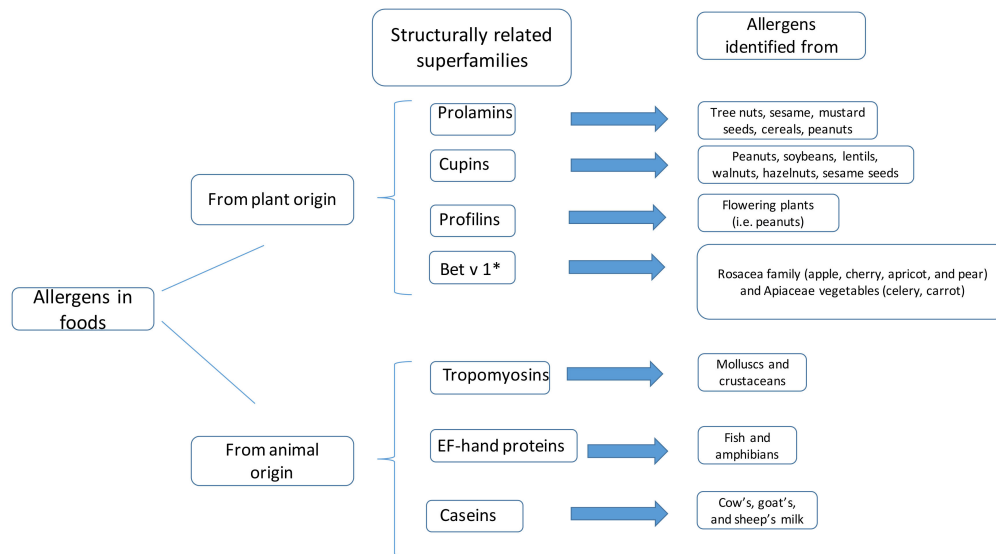 Structurally related
superfamilies
Allergens
identified from
Prolamins
Tree nuts, sesame, mustard
seeds, cereals, peanuts
Cupins
Peanuts, soybeans, lentils,
walnuts, hazelnuts, sesame seeds
From plant origin
Profilins
Flowering plants
(i.e. peanuts)
Bet v 1*
Rosacea family (apple, cherry, apricot, and pear)
and Apiaceae vegetables (celery, carrot)
Allergens in
foods
Tropomyosins
Molluscs and
crustaceans
From animal
origin
EF-hand proteins
Fish and
amphibians
Caseins
Cow's, goat's,
and sheep's milk